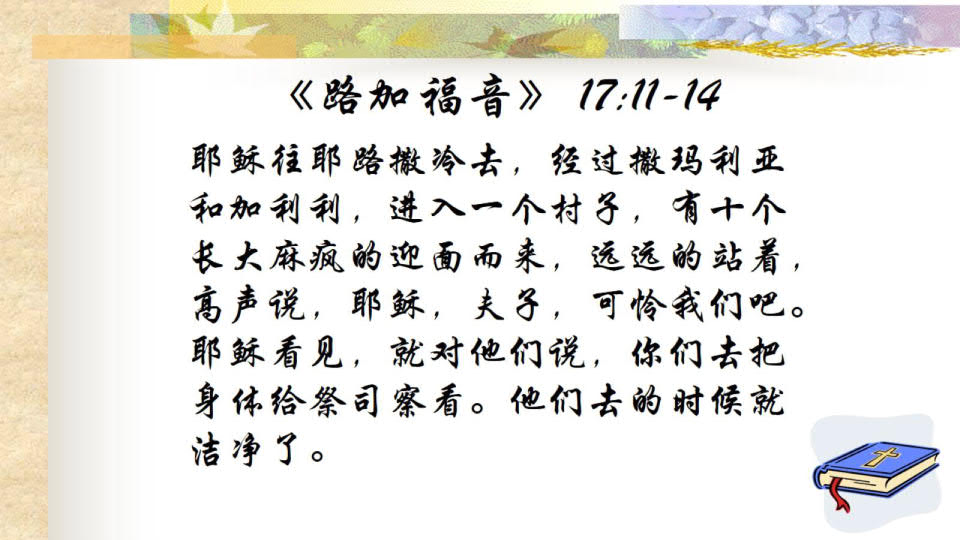 《路加福音》 17:11-14
耶稣往耶路撒冷去，经过撒玛利亚
和加利利，进入一个村子，有十个
长大麻疯的迎面而来，远远的站着，
高声说，耶稣，夫子，可怜我们吧。
耶稣看见，就对他们说，你们去把
身体给祭司察看。他们去的时候就
洁净了。